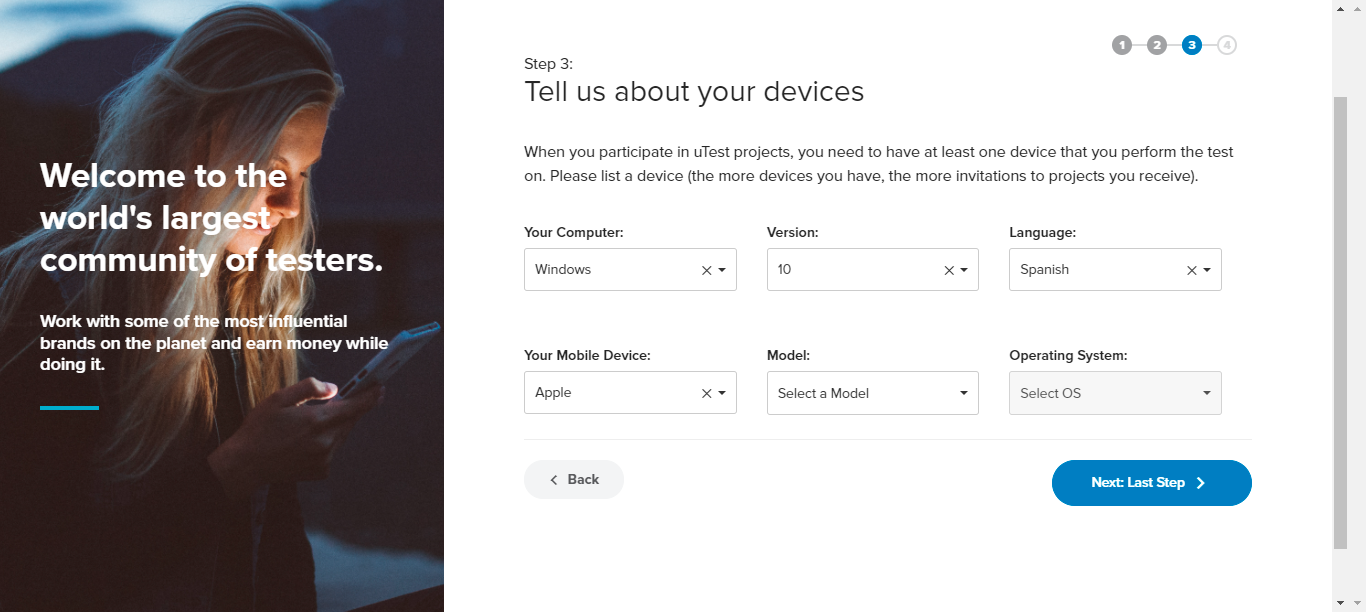 Welcome to the
world's largest
community of testers.
Work with some of the most influential
brands on the planet and earn money while
doing it.
1 2 3 4
Step 3:
Tell us about your devices
When you participate in uTest projects, you need to have at least one device that you perform the test
on. Please list a device (the more devices you have, the more invitations to projects you receive).
Your Computer: Version: Language:
Windows 10 Spanish
Your Mobile Device: Model: Operating System:
Apple Select a Model Select OS
Back Next: Last Step